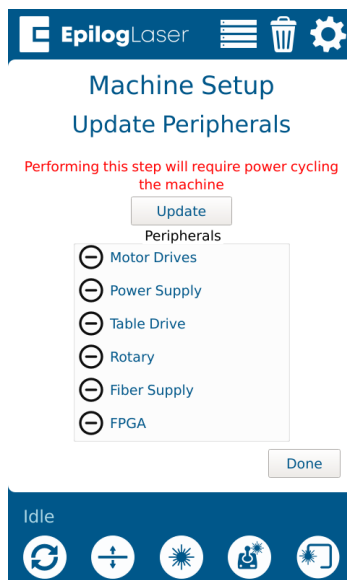 EpilogLaser
Machine Setup
Update Peripherals
Performing this step will require power cycling
the machine
Update
Peripherals
Motor Drives
Power Supply
Table Drive
Rotary
Fiber Supply
FPGA
Done
Idle